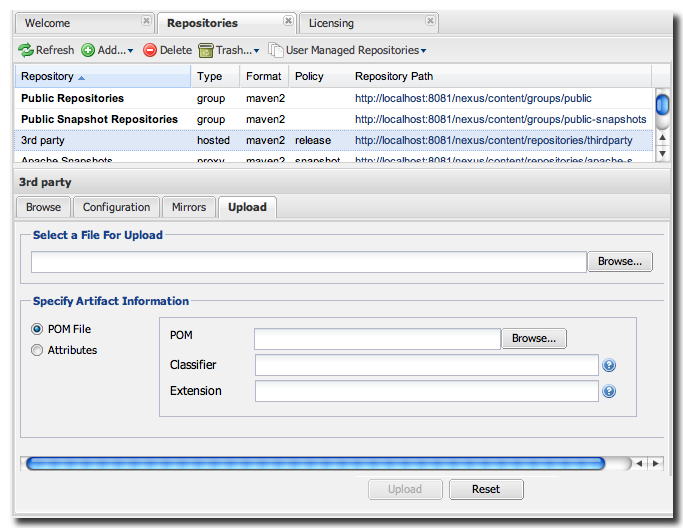 Welcome Repositories Licensing
Refresh Add... Delete Trash... User Managed Repositories
Repository Type Format Policy Repository Path
Public Repositories group maven2 http://localhost:8081/nexus/content/groups/public
Public Snapshot Repositories group maven2 http://localhost:8081/nexus/content/groups/public-snapshots
3rd party hosted maven2 release http://localhost:8081/nexus/content/repositories/thirdparty
Apache Snapshots proxy maven2 snapshot http://localhost:8081/nexus/content/repositories/apache-s
3rd party
Browse Configuration Mirrors Upload
Select a File For Upload
Browse...
Specify Artifact Information
POM File
Attributes
POM Browse...
Classifier
Extension
Upload Reset